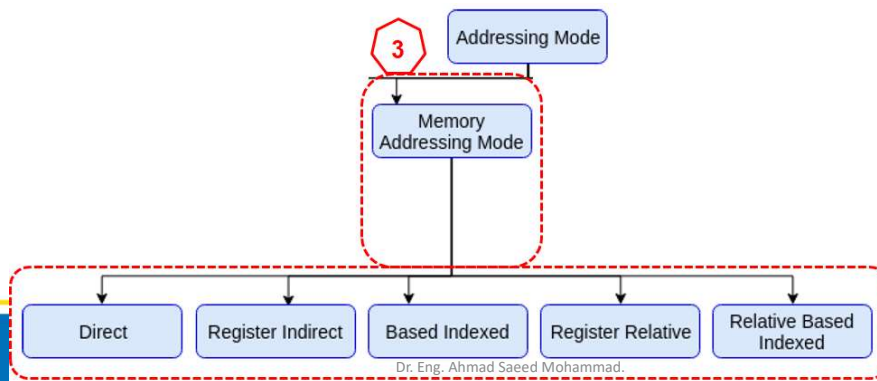 Addressing Mode
3
Memory
Addressing Mode
Direct
Register Indirect
Based Indexed
Register Relative
Relative Based
Indexed
Dr. Eng. Ahmad Saeed Mohammad.